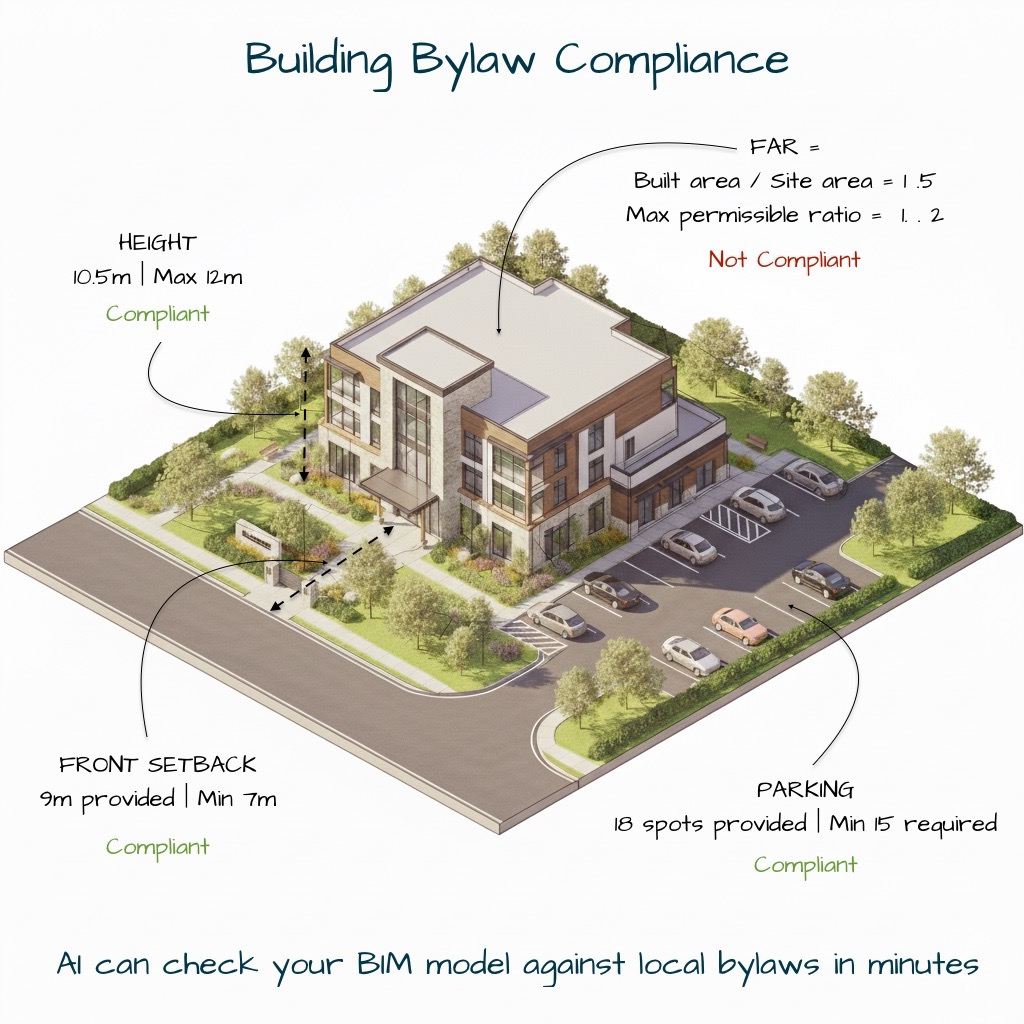 Building Bylaw Compliance
FAR =
Built area / Site area = 1.5
Max permissible ratio = 1. . 2
Not Compliant
HEIGHT
10.5m | Max 12m
Compliant
FRONT SETBACK
9m provided | Min 7m
Compliant
PARKING
18 spots provided | Min 15 required
Compliant
AI can check your BIM model against local bylaws in minutes